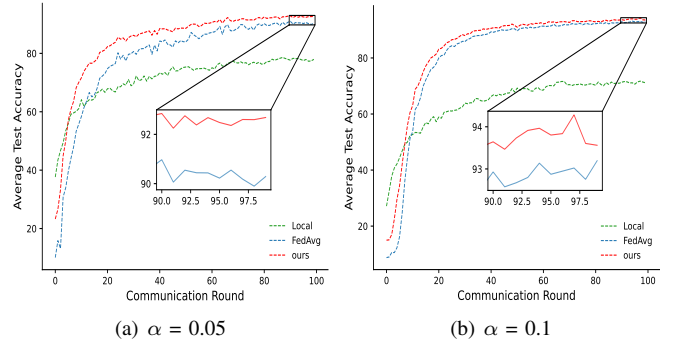 Average Test Accuracy
80
60
40
20
92
90
90.0
92.5
95.0
97.5
Local
FedAvg
ours
0
20
40
60
80
100
Communication Round
(a) α = 0.05
Average Test Accuracy
80
60
40
20
94
93
90.0
92.5
95.0
97.5
Local
FedAvg
ours
0
20
40
60
80
100
Communication Round
(b) α = 0.1